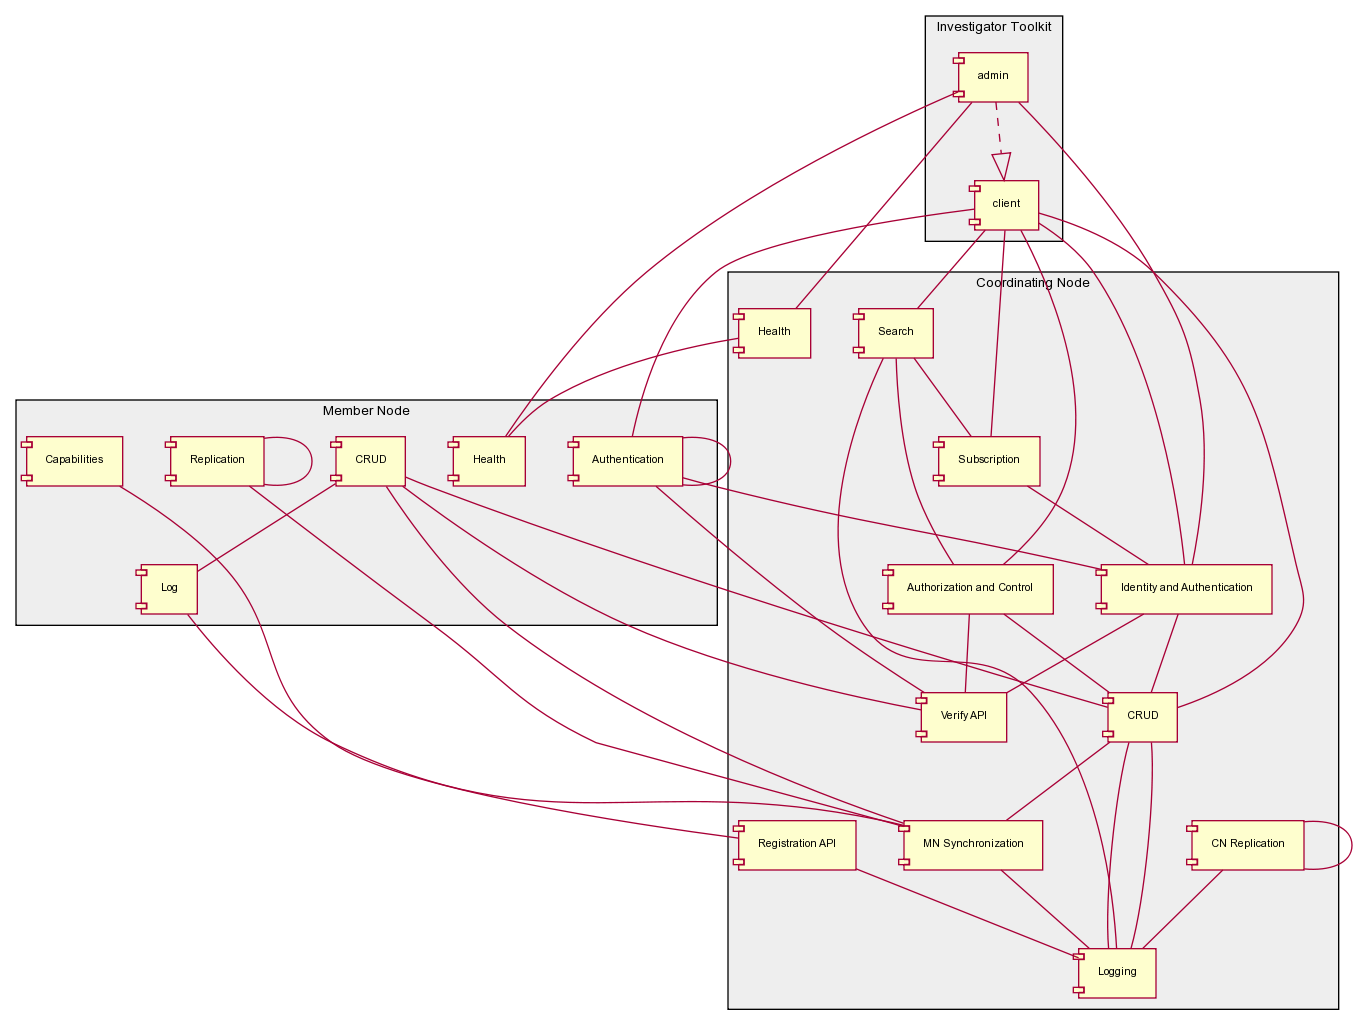 Investigator Toolkit
admin
client
Coordinating Node
Health
Search
Member Node
Capabilities
Replication
CRUD
Health
Authentication
Subscription
Log
Authorization and Control
Identity and Authentication
Verify API
CRUD
Registration API
MN Synchronization
CN Replication
Logging